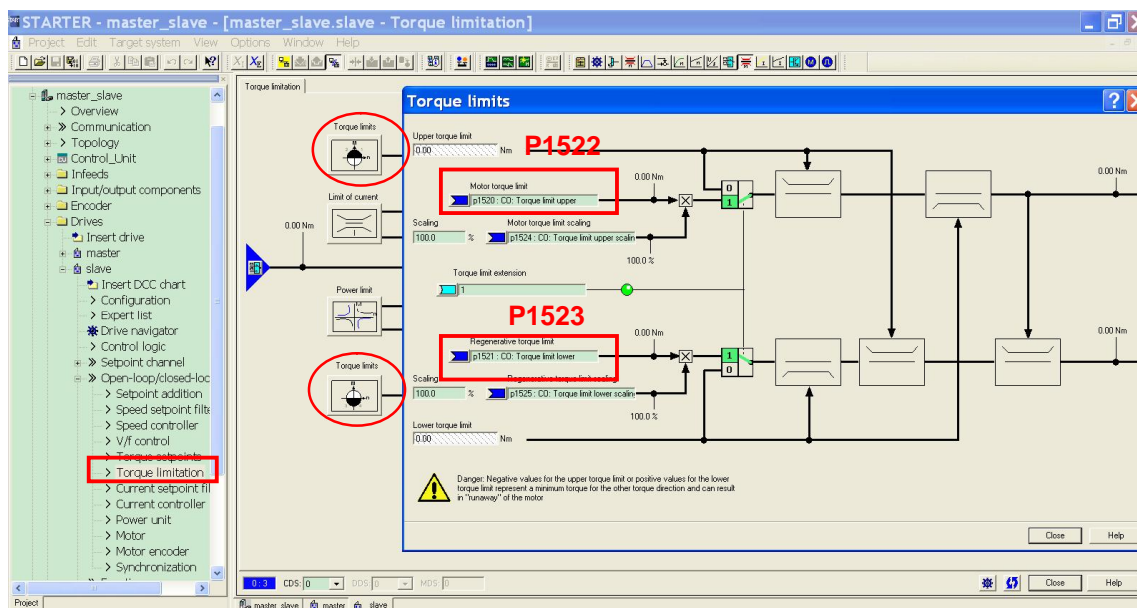 STARTER - master_slave - [master_slave.slave - Torque limitation]
Project Edit Target system View Options Window Help
master_slave
Overview
Communication
Topology
Control_Unit
Infeeds
Input/output components
Encoder
Drives
Insert drive
master
slave
Insert DCC chart
Configuration
Expert list
Drive navigator
Control logic
Setpoint channel
Open-loop/closed-loc
Setpoint addition
Speed setpoint filte
Speed controller
V/f control
Torque setpoints
Torque limitation
Current setpoint fil
Current controller
Power unit
Motor
Motor encoder
Synchronization
Project
Torque limitation
Torque limits
Limit of current
0.00 Nm
Power limit
Torque limits
Torque limits
Upper torque limit
0.00 Nm
P1522
Motor torque limit
p1520 : CO: Torque limit upper
0.00 Nm
0
1
0.00 Nm
Scaling
100.0 %
Motor torque limit scaling
p1524 : CO: Torque limit upper scalin
100.0 %
Torque limit extension
1
P1523
Regenerative torque limit
p1521 : CO: Torque limit lower
0.00 Nm
1
0
0.00 Nm
Scaling
100.0 %
Regenerative torque limit scaling
p1525 : CO: Torque limit lower scalin
100.0 %
Lower torque limit
0.00 Nm
Danger: Negative values for the upper torque limit or positive values for the lower
torque limit represent a minimum torque for the other torque direction and can result
in "runaway" of the motor
Close Help
0 : 3 CDS: 0 DDS: 0 MDS: 0
Close Help
master_slave master slave